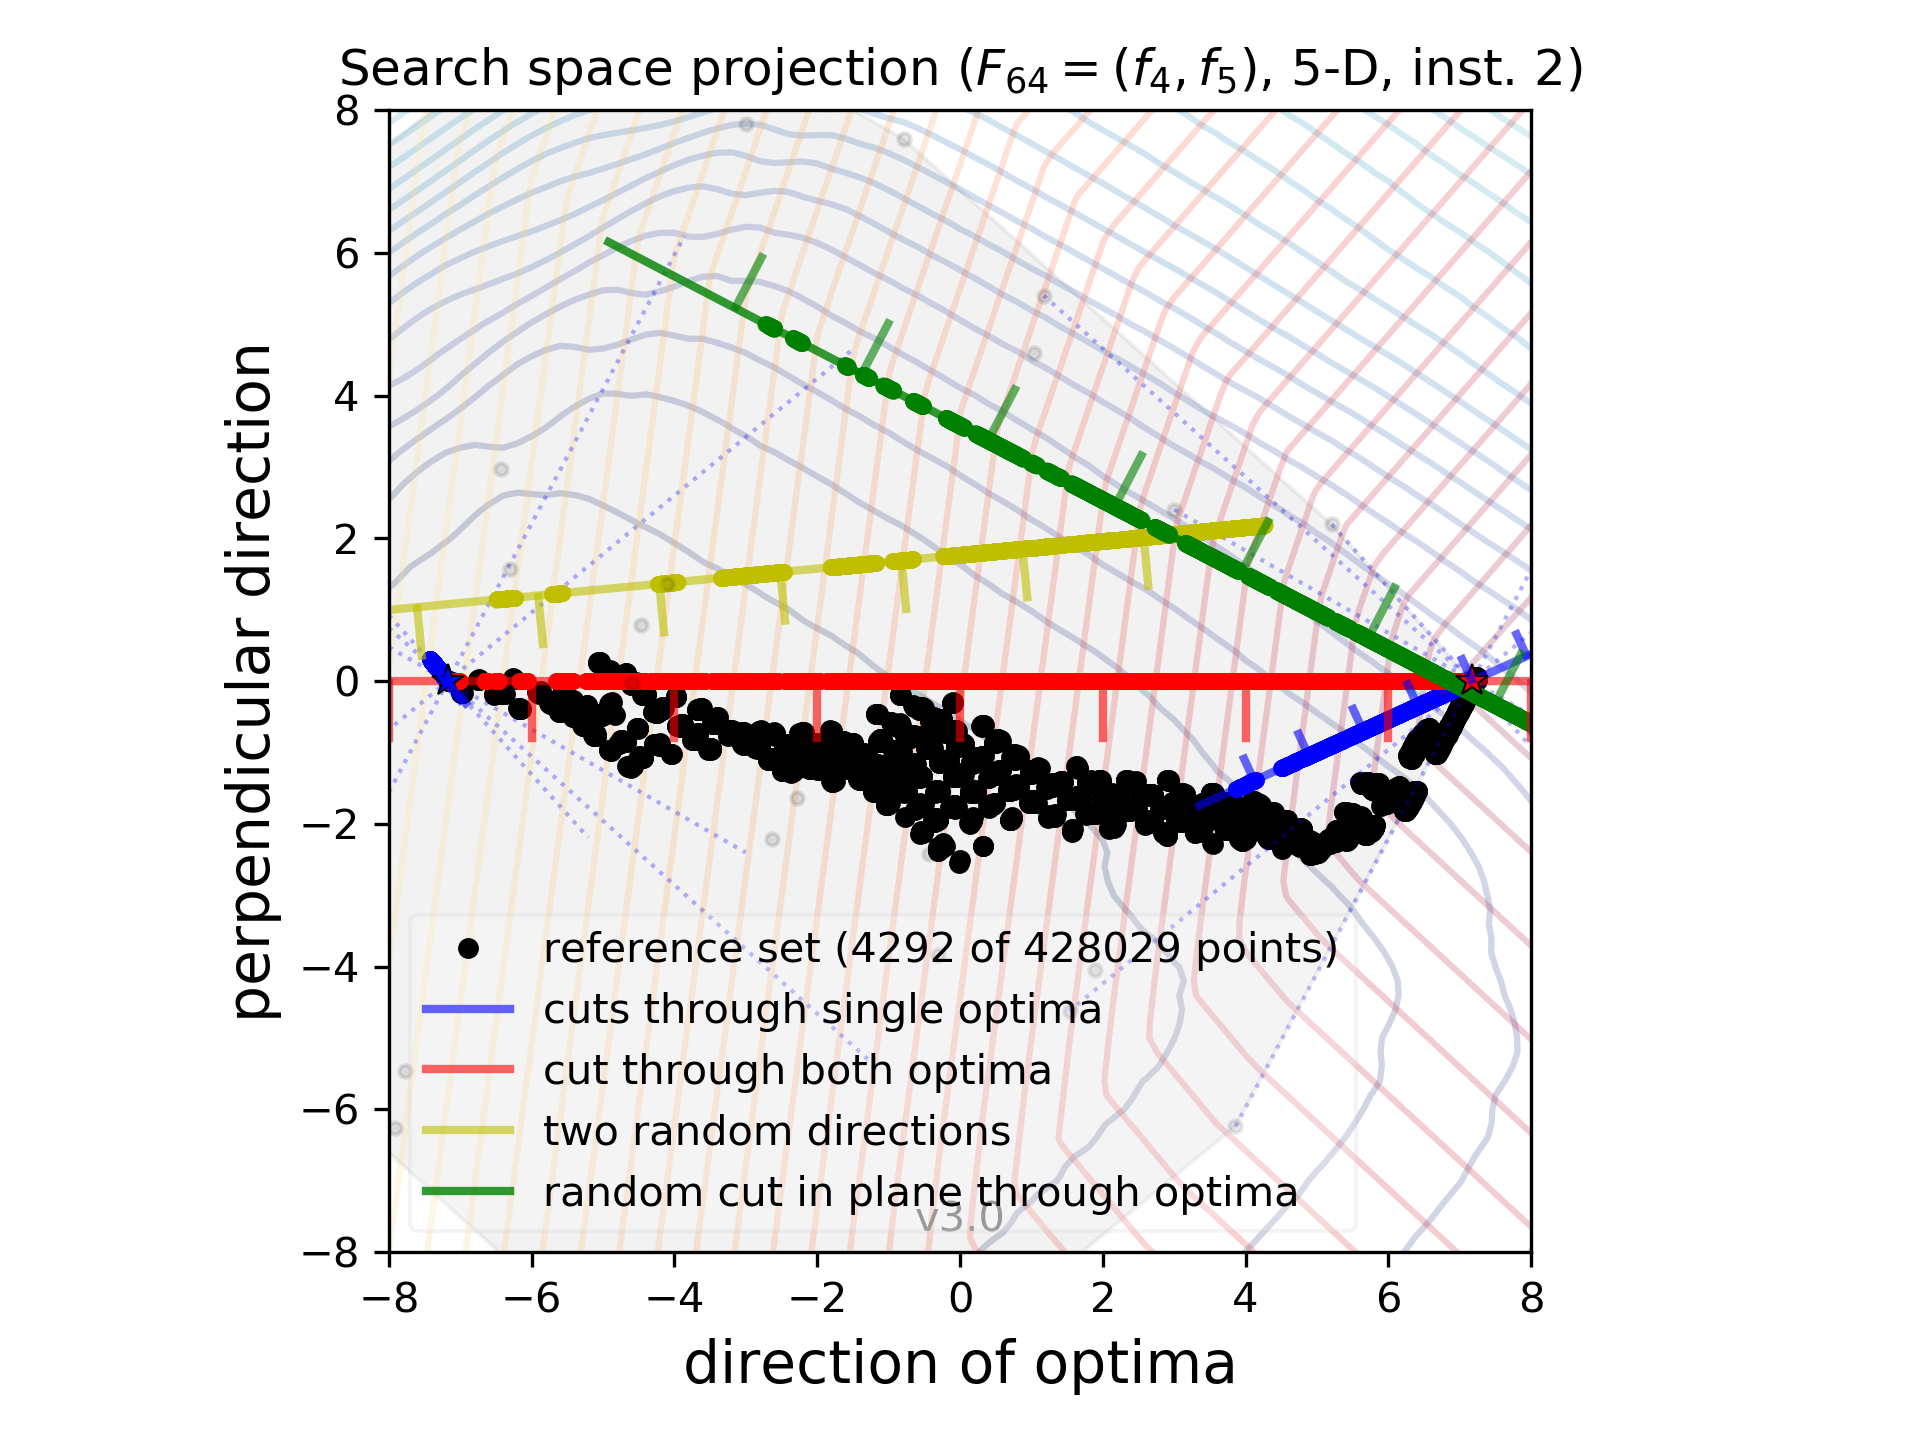 Search space projection (F₆₄ = (f₄, f₅), 5-D, inst. 2)
8
6
4
2
0
−2
−4
−6
−8
perpendicular direction
reference set (4292 of 428029 points)
cuts through single optima
cut through both optima
two random directions
random cut in plane through optima
v3.0
−8 −6 −4 −2 0 2 4 6 8
direction of optima